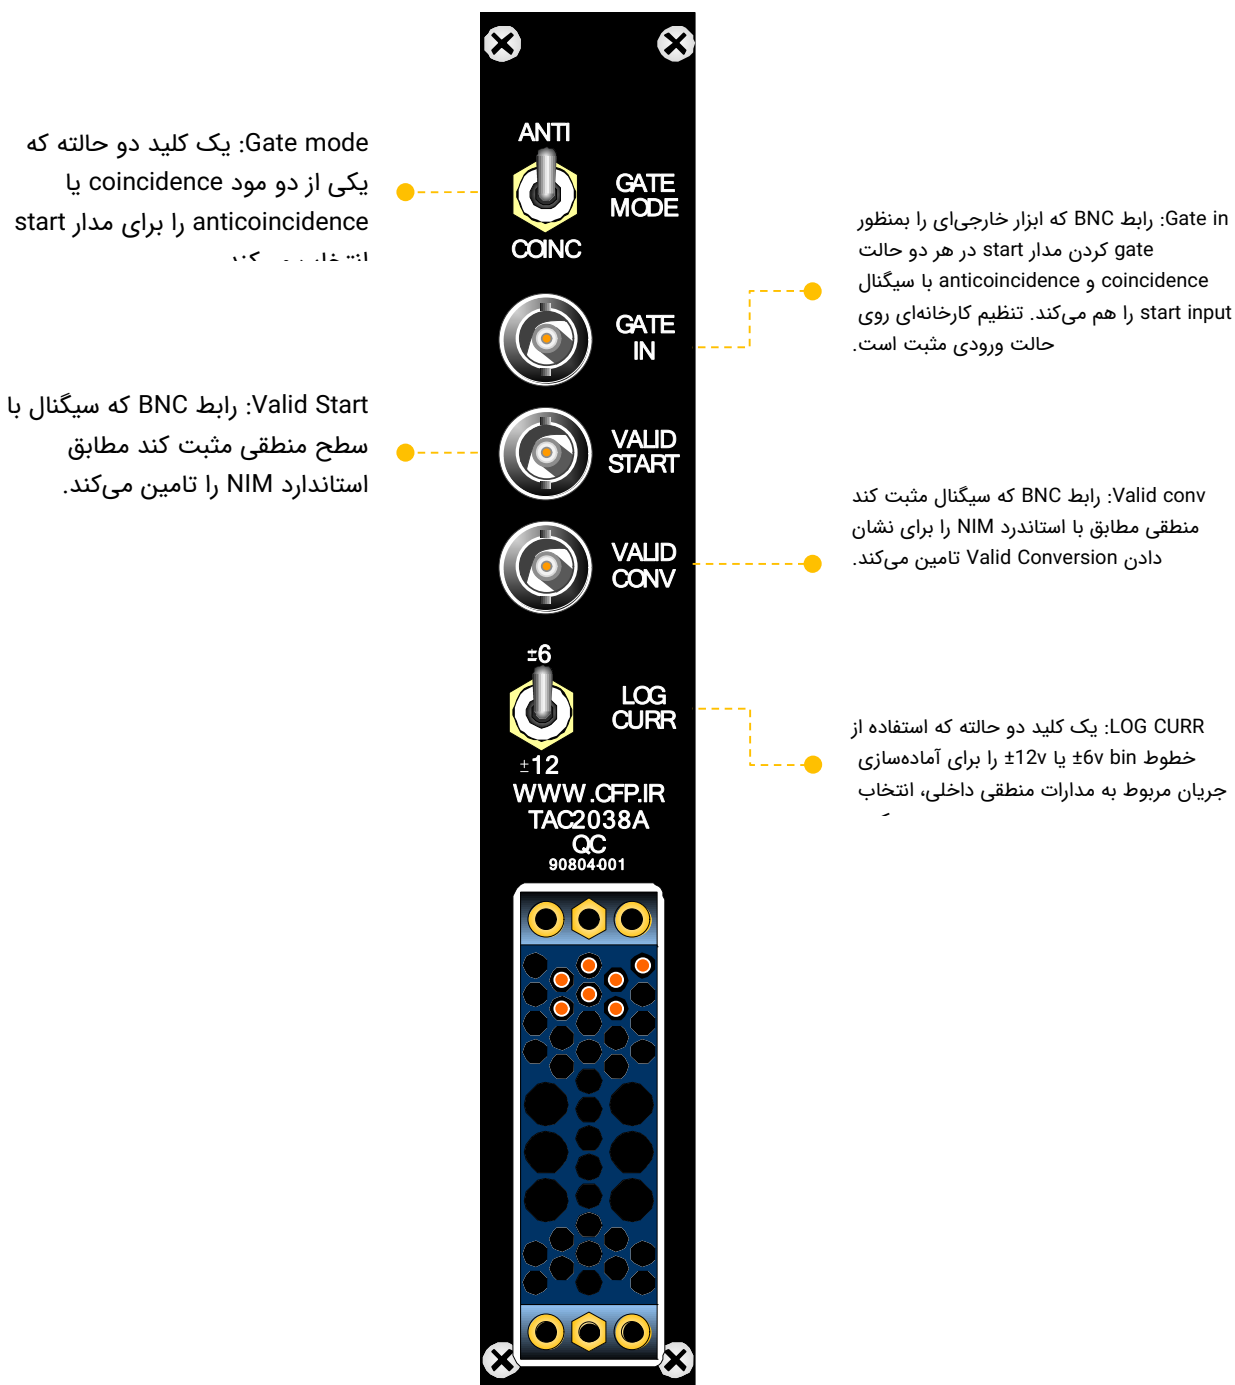 Gate mode: یک کلید دو حالته که
یکی از دو مود coincidence یا
anticoincidence را برای مدار start
Valid Start: رابط BNC که سیگنال با
سطح منطقی مثبت کند مطابق
استاندارد NIM را تامین می‌کند.
ANTI
GATE
MODE
COINC
GATE
IN
VALID
START
VALID
CONV
±6
LOG
CURR
±12
WWW.CFP.IR
TAC2038A
QC
90804-001
Gate in: رابط BNC که ابزار خارجی‌ای را بمنظور
gate کردن مدار start در هر دو حالت
coincidence و anticoincidence با سیگنال
start input را هم می‌کند. تنظیم کارخانه‌ای روی
حالت ورودی مثبت است.
Valid conv: رابط BNC که سیگنال مثبت کند
منطقی مطابق با استاندرد NIM را برای نشان
دادن Valid Conversion تامین می‌کند.
LOG CURR: یک کلید دو حالته که استفاده از
خطوط ±6v bin یا ±12v را برای آماده‌سازی
جریان مربوط به مدارات منطقی داخلی، انتخاب